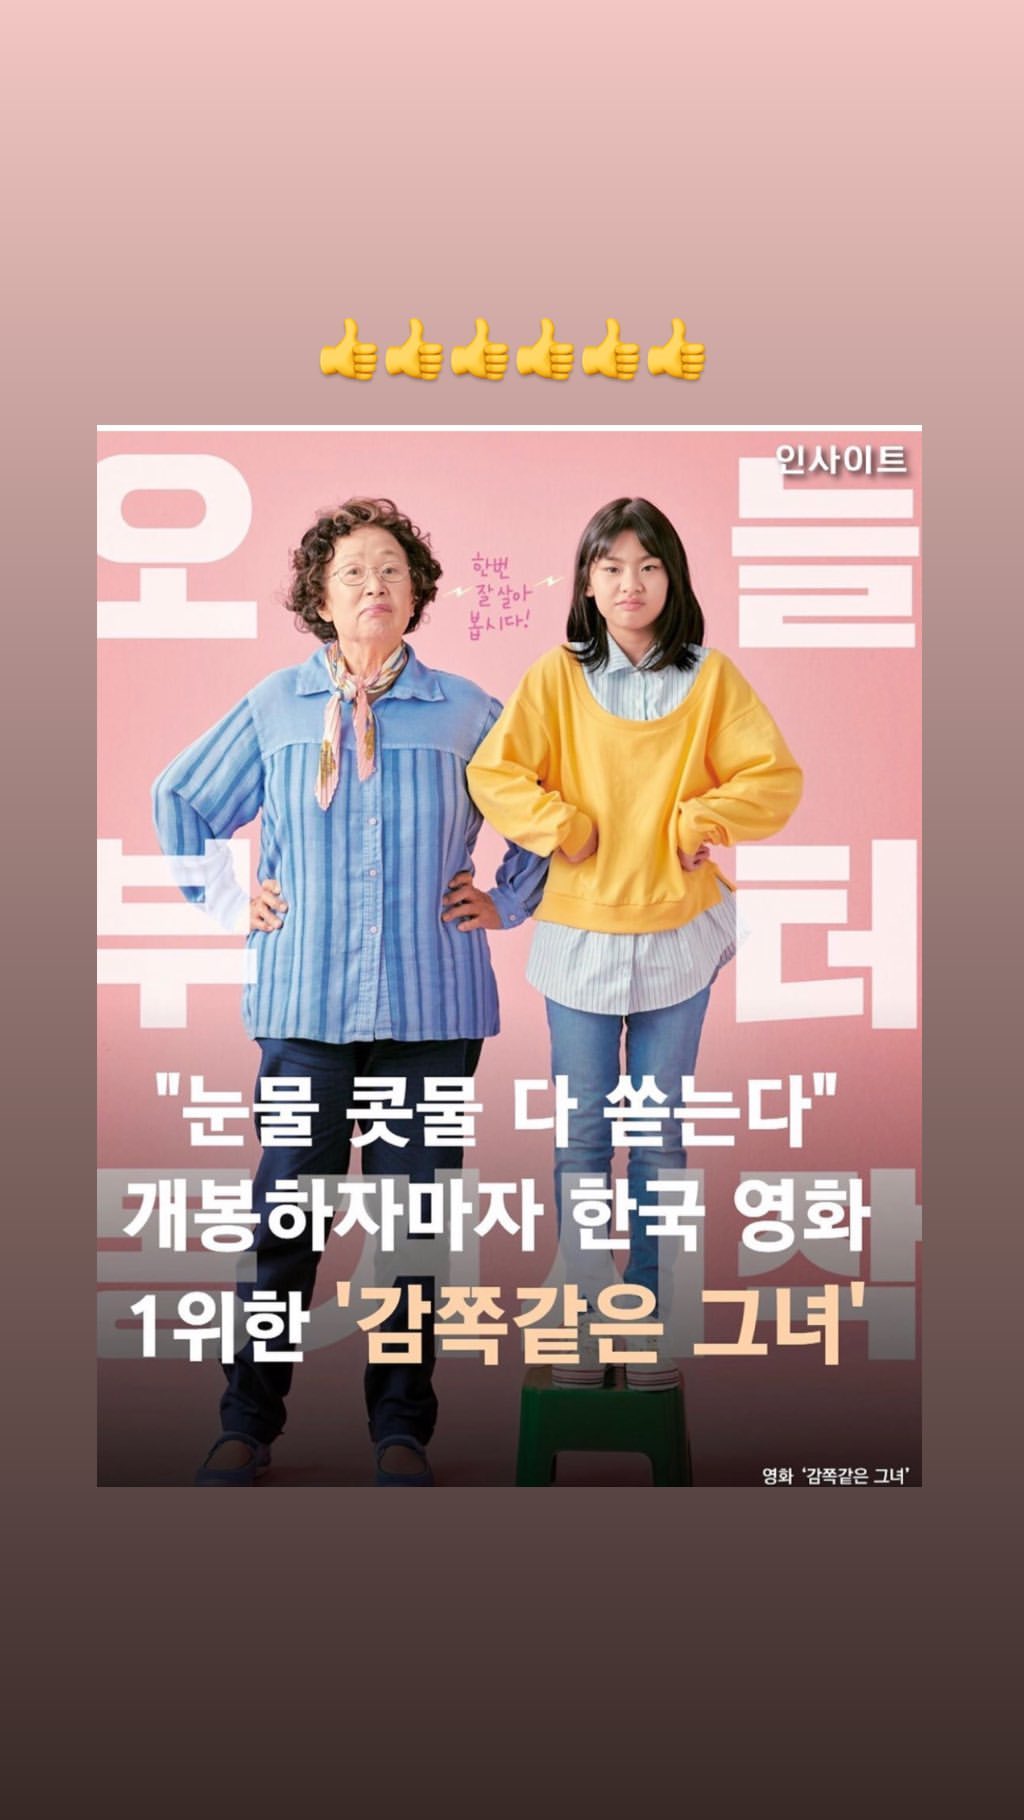 인사이트
오늘
한번
잘살아
봅시다!
부터
"눈물 콧물 다 쏟는다"
개봉하자마자 한국 영화
1위한 '감쪽같은 그녀'
영화 ‘감쪽같은 그녀’